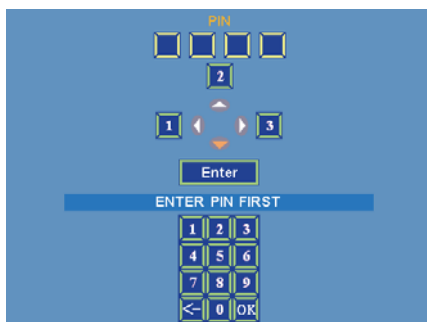 PIN
2
1 3
Enter
ENTER PIN FIRST
1 2 3
4 5 6
7 8 9
<- 0 OK